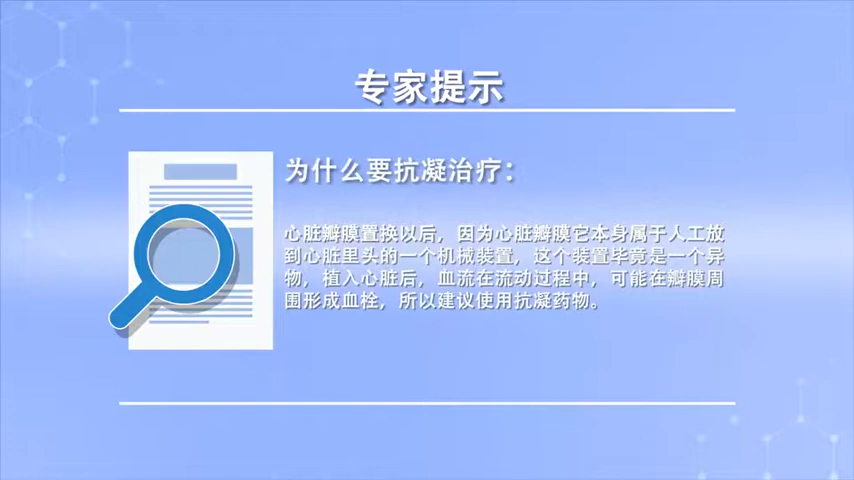 专家提示
为什么要抗凝治疗：
心脏瓣膜置换以后，因为心脏瓣膜它本身属于人工放
到心脏里头的一个机械装置，这个装置毕竟是一个异
物，植入心脏后，血流在流动过程中，可能在瓣膜周
围形成血栓，所以建议使用抗凝药物。